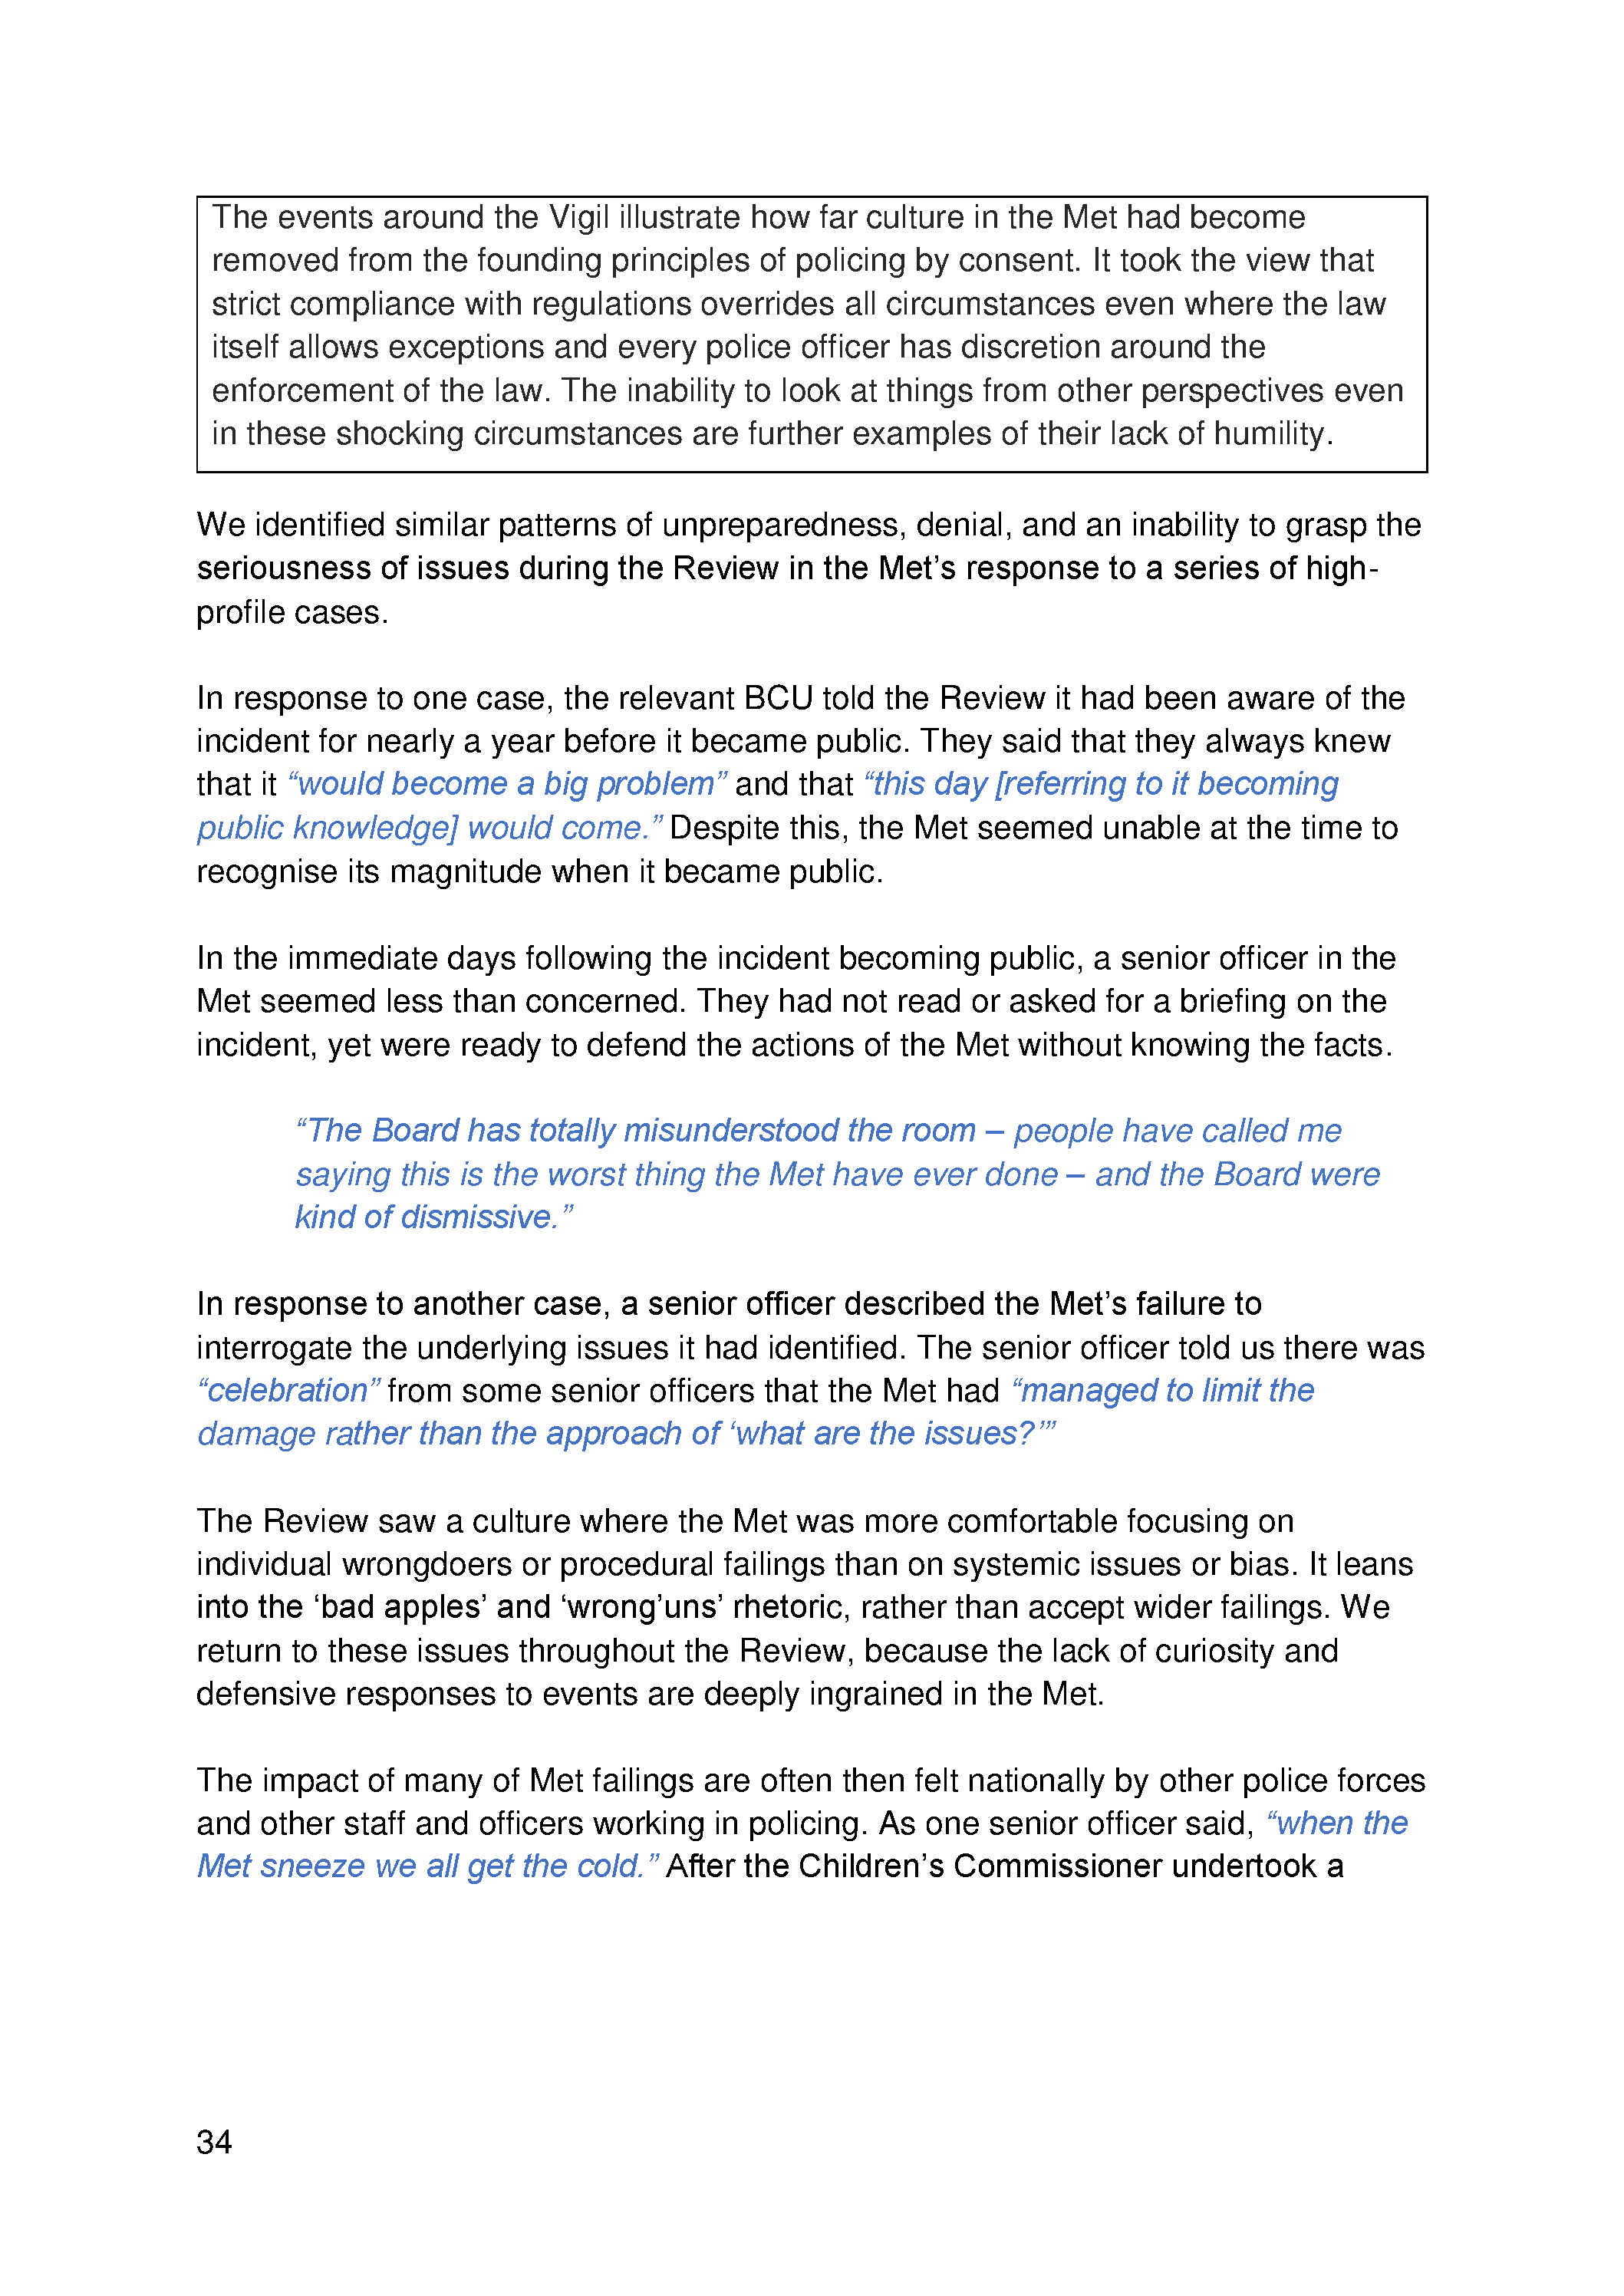 The events around the Vigil illustrate how far culture in the Met had become
removed from the founding principles of policing by consent. It took the view that
strict compliance with regulations overrides all circumstances even where the law
itself allows exceptions and every police officer has discretion around the
enforcement of the law. The inability to look at things from other perspectives even
in these shocking circumstances are further examples of their lack of humility.
We identified similar patterns of unpreparedness, denial, and an inability to grasp the
seriousness of issues during the Review in the Met’s response to a series of high-
profile cases.
In response to one case, the relevant BCU told the Review it had been aware of the
incident for nearly a year before it became public. They said that they always knew
that it “would become a big problem” and that “this day [referring to it becoming
public knowledge] would come.” Despite this, the Met seemed unable at the time to
recognise its magnitude when it became public.
In the immediate days following the incident becoming public, a senior officer in the
Met seemed less than concerned. They had not read or asked for a briefing on the
incident, yet were ready to defend the actions of the Met without knowing the facts.
“The Board has totally misunderstood the room – people have called me
saying this is the worst thing the Met have ever done – and the Board were
kind of dismissive.”
In response to another case, a senior officer described the Met’s failure to
interrogate the underlying issues it had identified. The senior officer told us there was
“celebration” from some senior officers that the Met had “managed to limit the
damage rather than the approach of ‘what are the issues?’”
The Review saw a culture where the Met was more comfortable focusing on
individual wrongdoers or procedural failings than on systemic issues or bias. It leans
into the ‘bad apples’ and ‘wrong’uns’ rhetoric, rather than accept wider failings. We
return to these issues throughout the Review, because the lack of curiosity and
defensive responses to events are deeply ingrained in the Met.
The impact of many of Met failings are often then felt nationally by other police forces
and other staff and officers working in policing. As one senior officer said, “when the
Met sneeze we all get the cold.” After the Children’s Commissioner undertook a
34